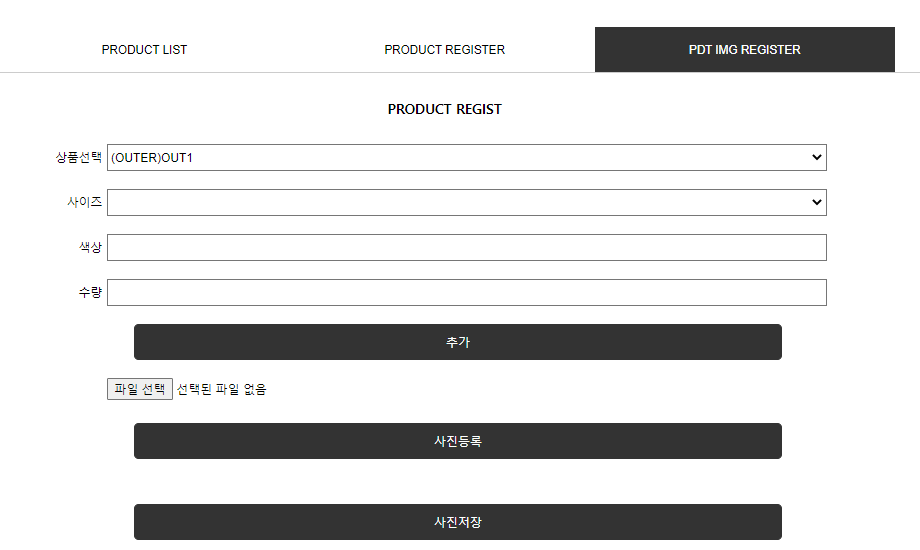 PRODUCT LIST PRODUCT REGISTER PDT IMG REGISTER
PRODUCT REGIST
상품선택 (OUTER)OUT1
사이즈
색상
수량
추가
파일 선택 선택된 파일 없음
사진등록
사진저장